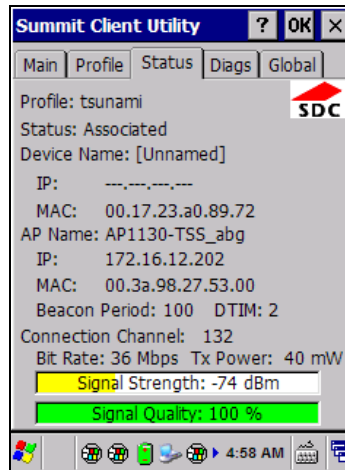 Summit Client Utility ? OK ×
Main Profile Status Diags Global
Profile: tsunami
SDC
Status: Associated
Device Name: [Unnamed]
IP: ---.---.---.---
MAC: 00.17.23.a0.89.72
AP Name: AP1130-TSS_abg
IP: 172.16.12.202
MAC: 00.3a.98.27.53.00
Beacon Period: 100 DTIM: 2
Connection Channel: 132
Bit Rate: 36 Mbps Tx Power: 40 mW
Signal Strength: -74 dBm
Signal Quality: 100 %
4:58 AM